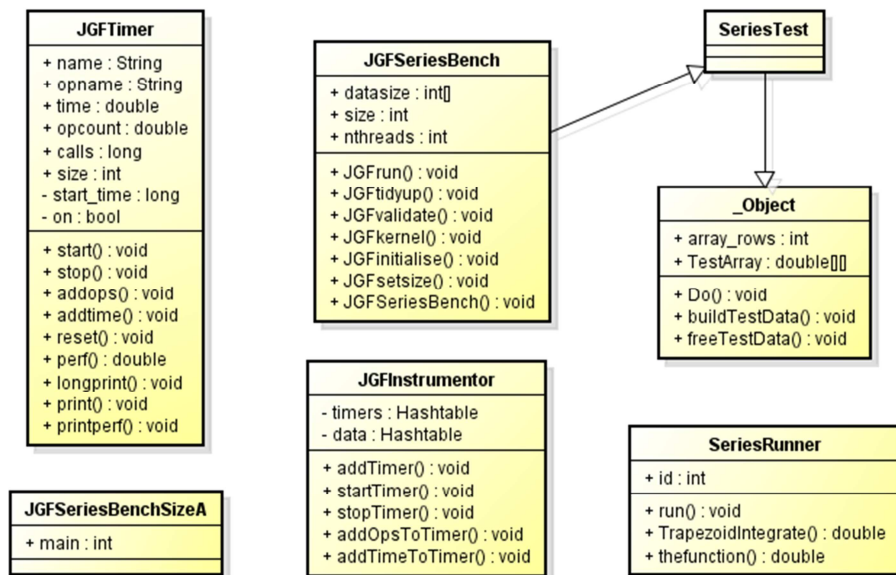 JGFTimer
+ name : String
+ opname : String
+ time : double
+ opcount : double
+ calls : long
+ size : int
- start_time : long
- on : bool
+ start() : void
+ stop() : void
+ addops() : void
+ addtime() : void
+ reset() : void
+ perf() : double
+ longprint() : void
+ print() : void
+ printperf() : void
JGFSeriesBench
+ datasize : int[]
+ size : int
+ nthreads : int
+ JGFrun() : void
+ JGFtidyup() : void
+ JGFvalidate() : void
+ JGFkernel() : void
+ JGFinitialise() : void
+ JGFsetsize() : void
+ JGFSeriesBench() : void
SeriesTest
_Object
+ array_rows : int
+ TestArray : double[][]
+ Do() : void
+ buildTestData() : void
+ freeTestData() : void
JGFInstrumentor
- timers : Hashtable
- data : Hashtable
+ addTimer() : void
+ startTimer() : void
+ stopTimer() : void
+ addOpsToTimer() : void
+ addTimeToTimer() : void
SeriesRunner
+ id : int
+ run() : void
+ TrapezoidIntegrate() : double
+ thefunction() : double
JGFSeriesBenchSizeA
+ main : int